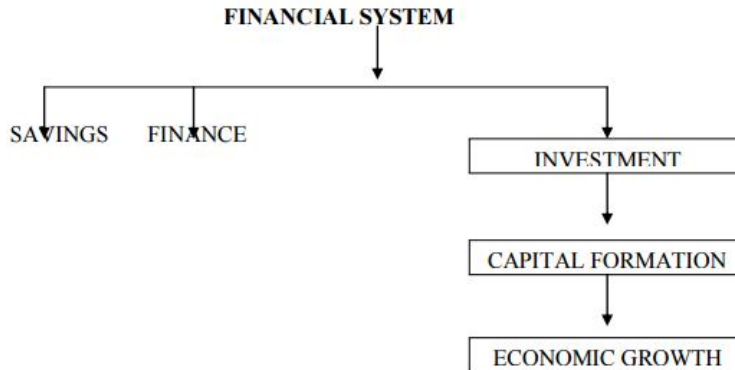 FINANCIAL SYSTEM
SAVINGS FINANCE
INVESTMENT
CAPITAL FORMATION
ECONOMIC GROWTH